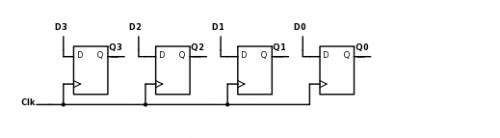 D3 D2 D1 D0
D Q Q3 D Q Q2 D Q Q1 D Q Q0
Clk